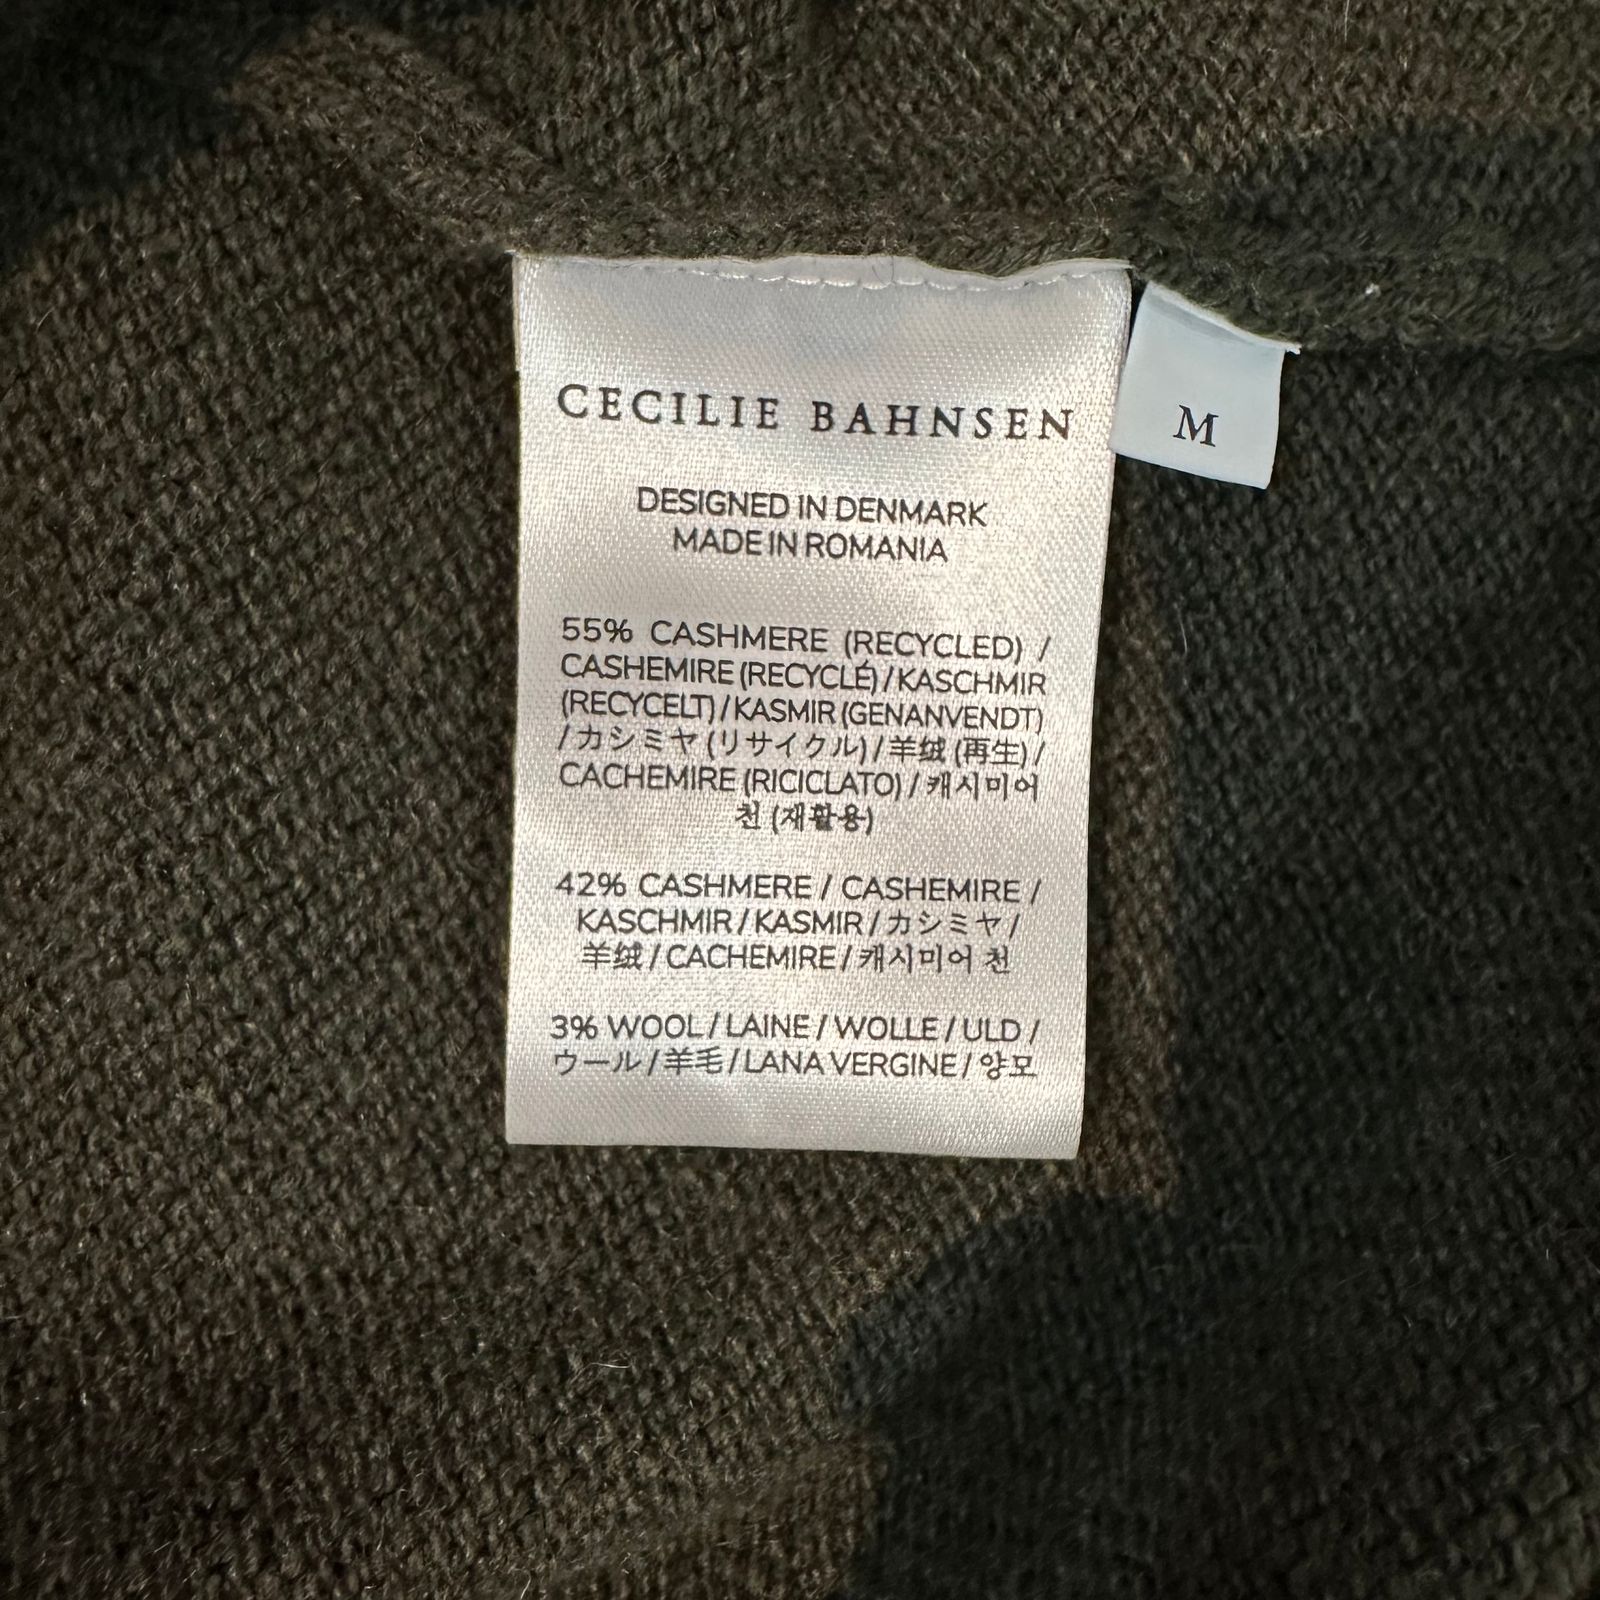 CECILIE BAHNSEN
M
DESIGNED IN DENMARK
MADE IN ROMANIA
55% CASHMERE (RECYCLED) /
CASHEMIRE (RECYCLÉ) / KASCHMIR
(RECYCELT) / KASMIR (GENANVENDT)
/ カシミヤ (リサイクル) / 羊绒 (再生) /
CACHEMIRE (RICICLATO) / 캐시미어
천 (재활용)
42% CASHMERE / CASHEMIRE /
KASCHMIR / KASMIR / カシミヤ /
羊绒 / CACHEMIRE / 캐시미어 천
3% WOOL / LAINE / WOLLE / ULD /
ウール / 羊毛 / LANA VERGINE / 양모